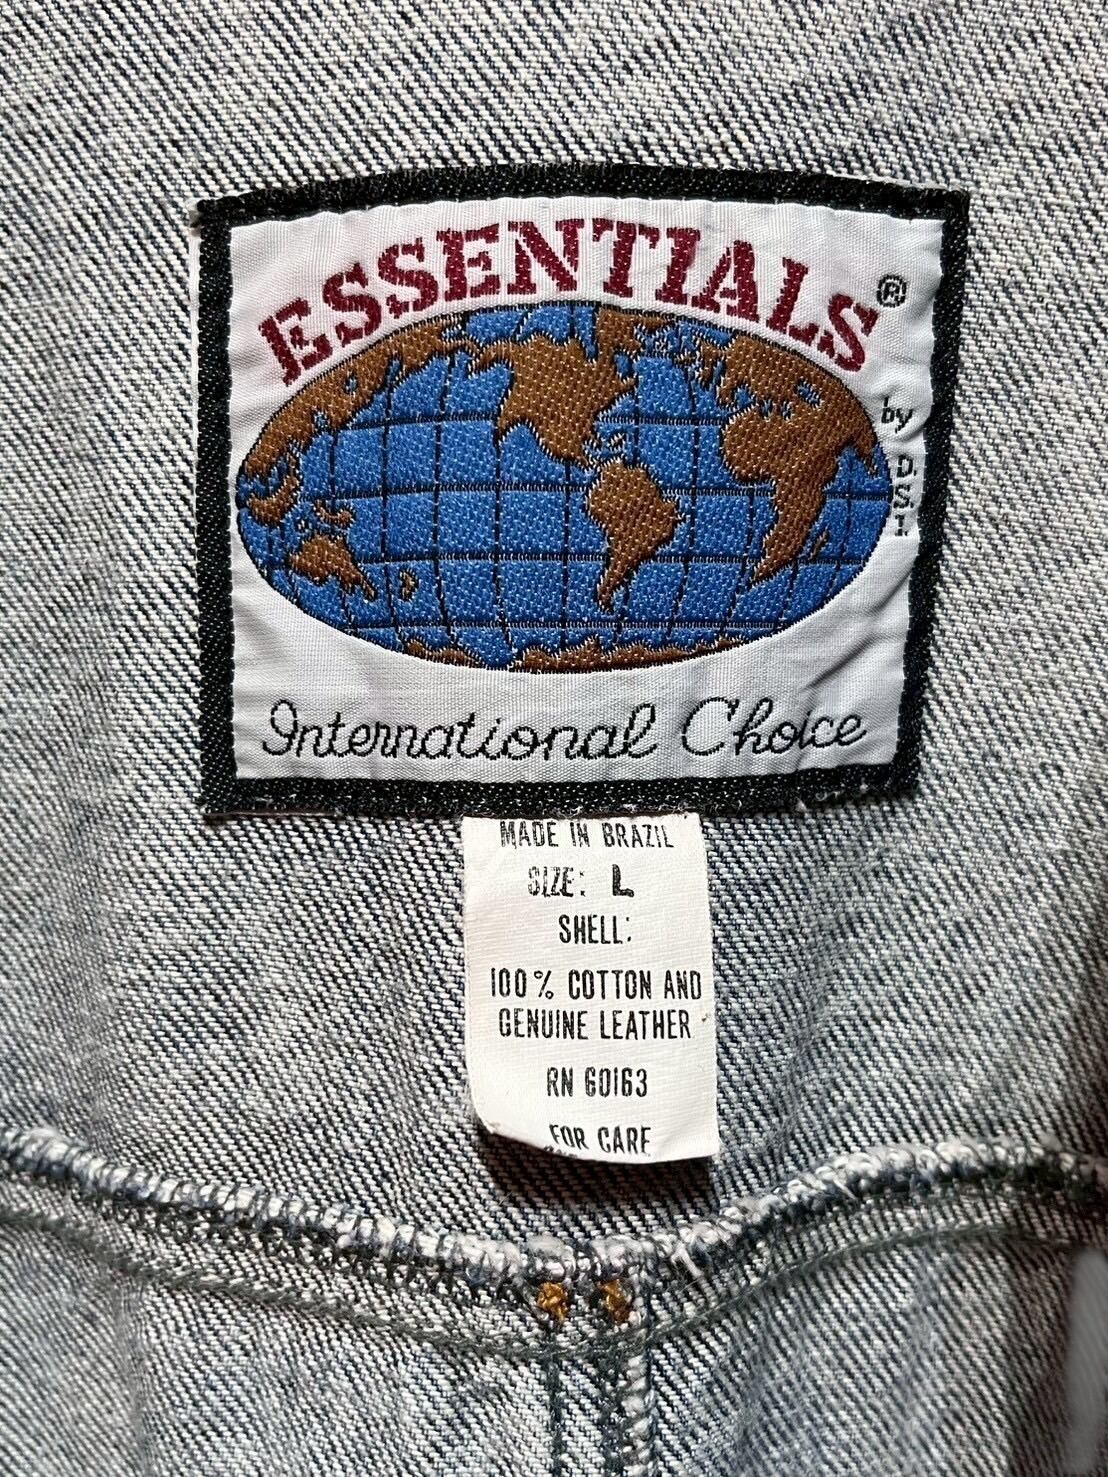 ESSENTIALS®
by D.S.I.
International Choice
MADE IN BRAZIL
SIZE: L
SHELL:
100% COTTON AND
GENUINE LEATHER
RN 60163
FOR CARE